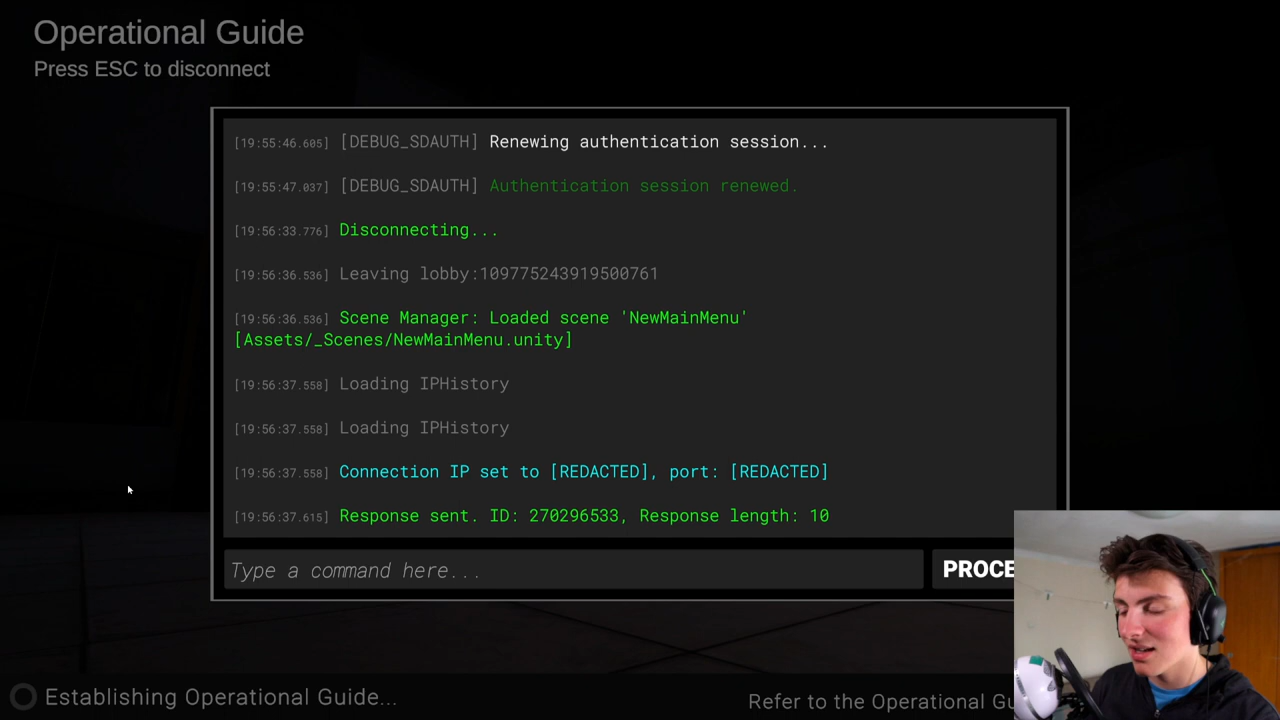 Operational Guide
Press ESC to disconnect
[19:55:46.605] [DEBUG_SDAUTH] Renewing authentication session...
[19:55:47.037] [DEBUG_SDAUTH] Authentication session renewed.
[19:56:33.776] Disconnecting...
[19:56:36.536] Leaving lobby:109775243919500761
[19:56:36.536] Scene Manager: Loaded scene 'NewMainMenu'
[Assets/_Scenes/NewMainMenu.unity]
[19:56:37.558] Loading IPHistory
[19:56:37.558] Loading IPHistory
[19:56:37.558] Connection IP set to [REDACTED], port: [REDACTED]
[19:56:37.615] Response sent. ID: 270296533, Response length: 10
Type a command here...
PROCE
Establishing Operational Guide...
Refer to the Operational Gu